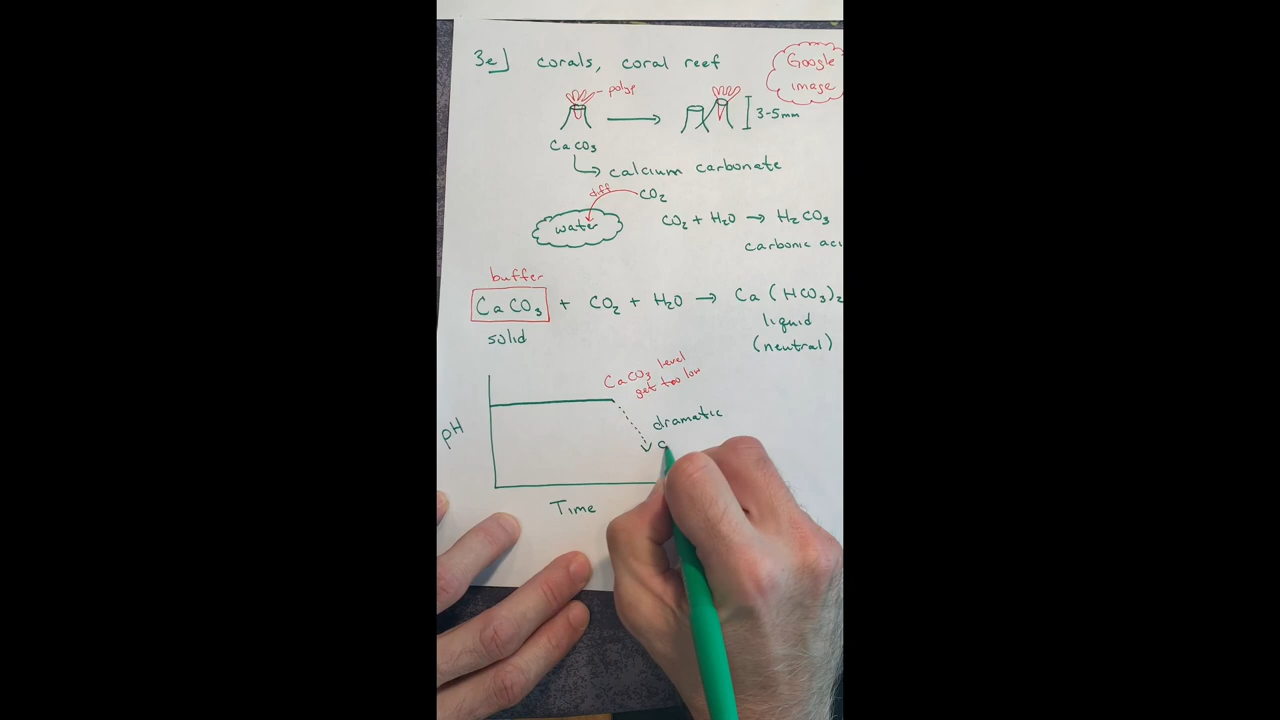 3e] corals, coral reef
Google
image
polyp
3-5mm
CaCO3
calcium carbonate
diff
CO2
water
CO2 + H2O → H2CO3
carbonic aci
buffer
CaCO3 + CO2 + H2O → Ca(HCO3)2
solid
liquid
(neutral)
CaCO3 level
get too low
dramatic
pH
Time